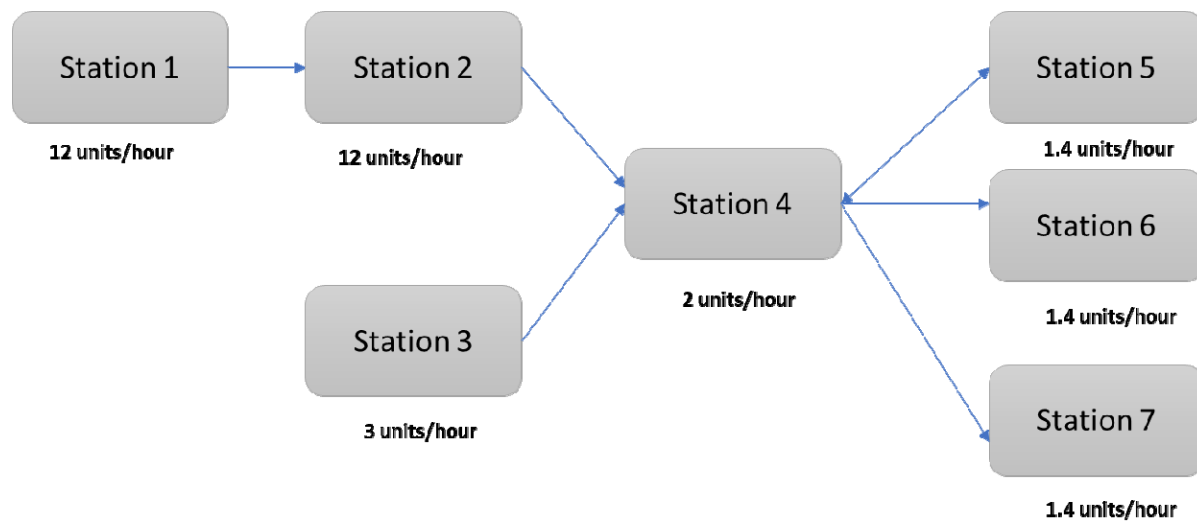 Station 1
12 units/hour
Station 2
12 units/hour
Station 3
3 units/hour
Station 4
2 units/hour
Station 5
1.4 units/hour
Station 6
1.4 units/hour
Station 7
1.4 units/hour